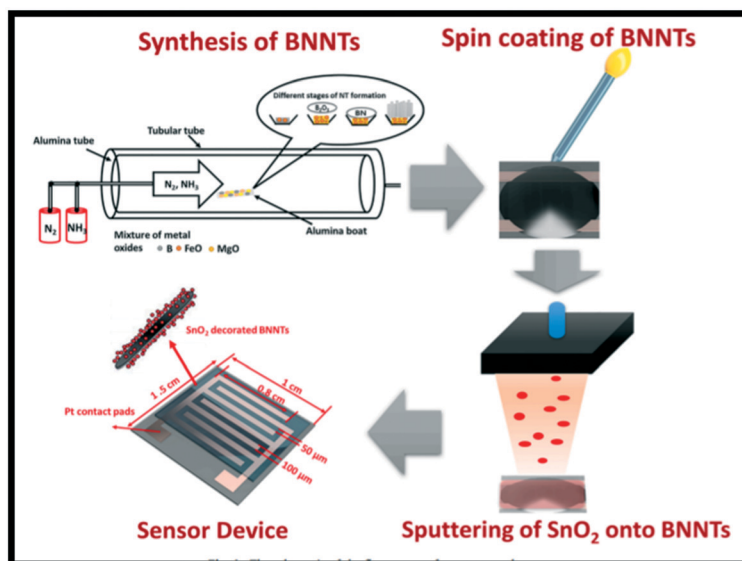 Synthesis of BNNTs
Spin coating of BNNTs
Different stages of NT formation
B₂O₃
BN
Tubular tube
Alumina tube
N₂, NH₃
N₂
NH₃
Alumina boat
Mixture of metal
oxides
B
FeO
MgO
SnO₂ decorated BNNTs
1 .5 cm
1 cm
0.8 cm
Pt contact pads
50 μm
100 μm
Sensor Device
Sputtering of SnO₂ onto BNNTs